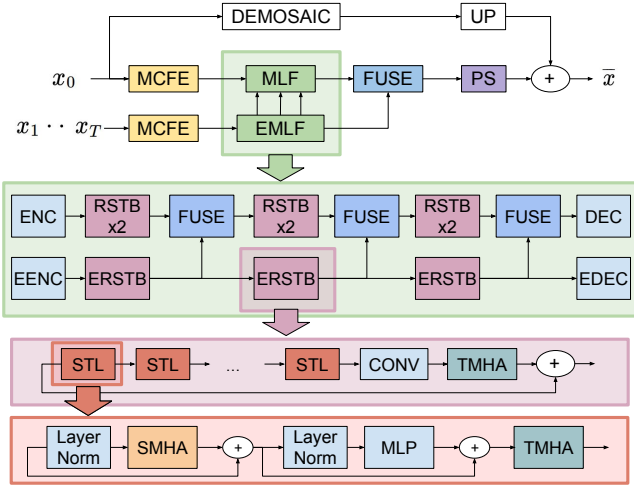 DEMOSAIC UP
x₀ MCFE MLF FUSE PS + x̅
x₁ ·· x_T MCFE EMLF
ENC RSTB x2 FUSE RSTB x2 FUSE RSTB x2 FUSE DEC
EENC ERSTB ERSTB ERSTB EDEC
STL STL ... STL CONV TMHA +
Layer Norm SMHA + Layer Norm MLP + TMHA